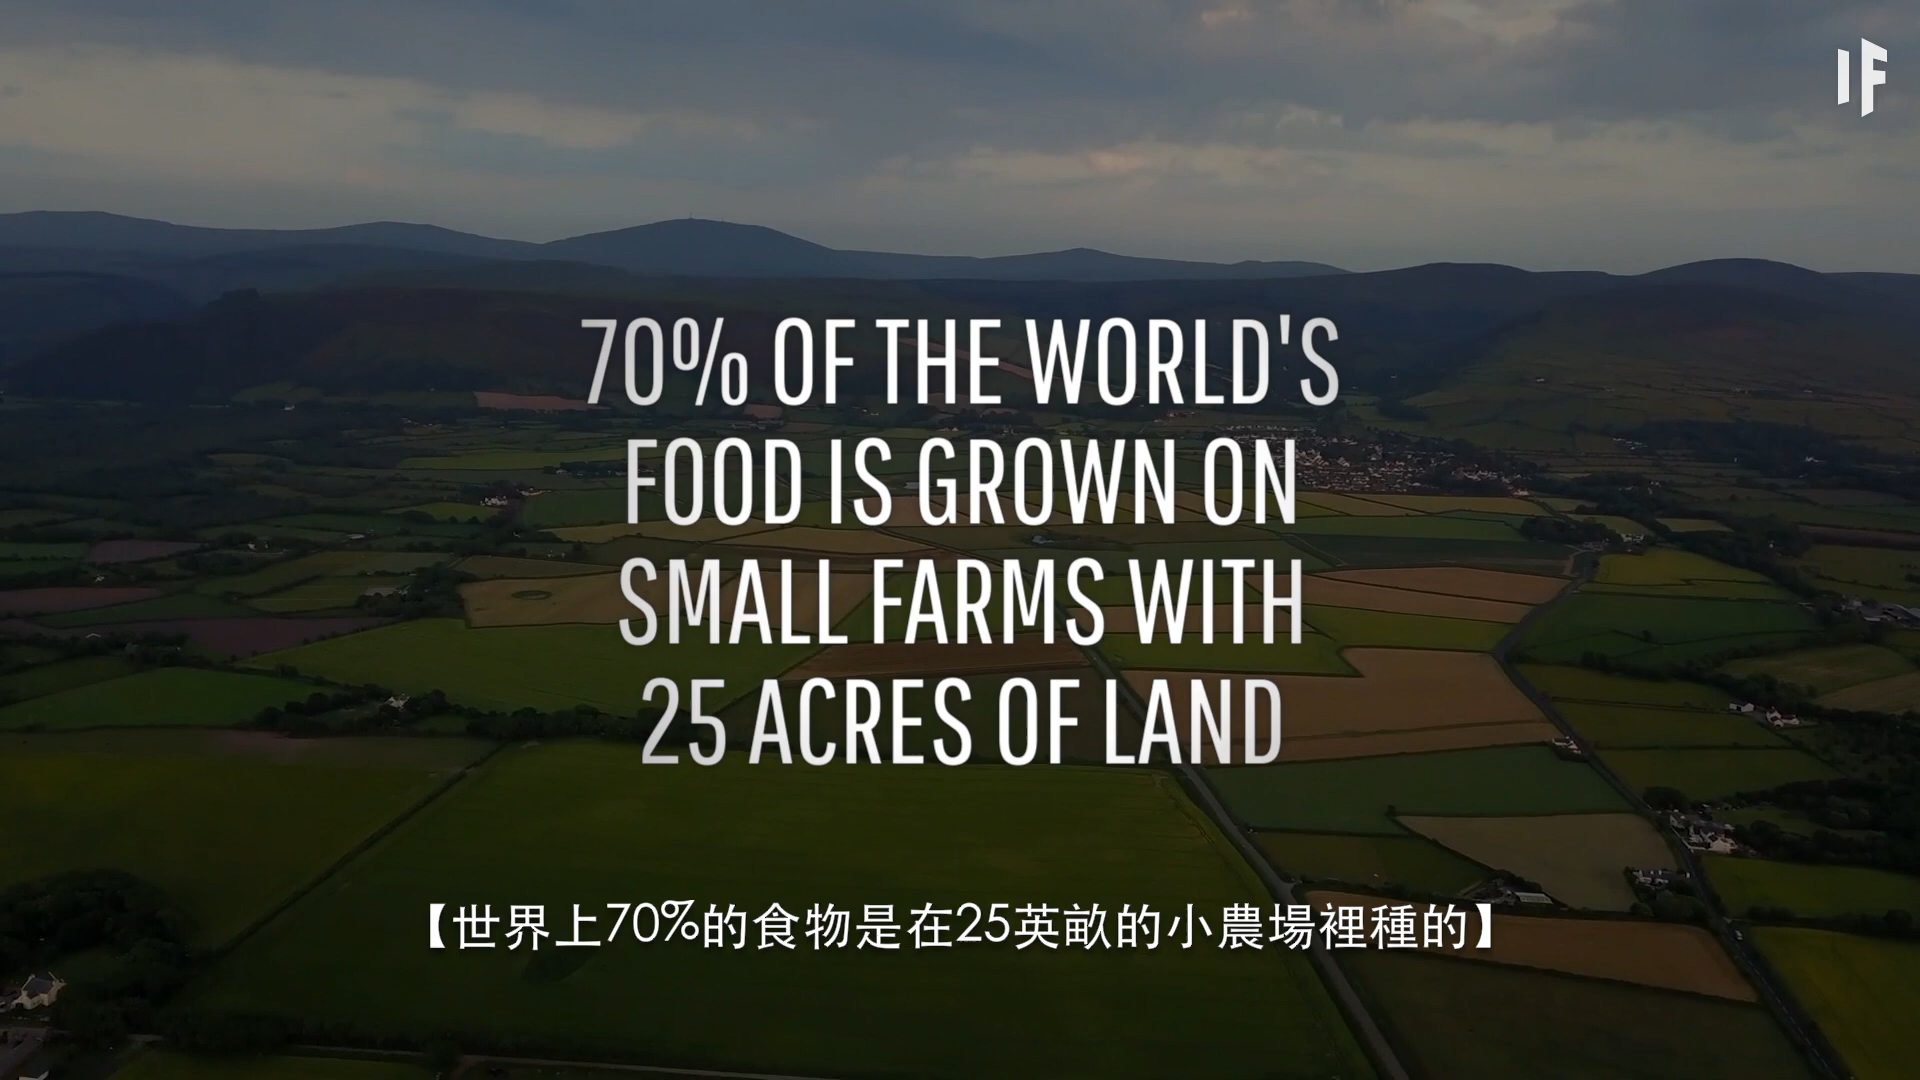 IF
70% OF THE WORLD'S
FOOD IS GROWN ON
SMALL FARMS WITH
25 ACRES OF LAND
【世界上70%的食物是在25英畝的小農場裡種的】